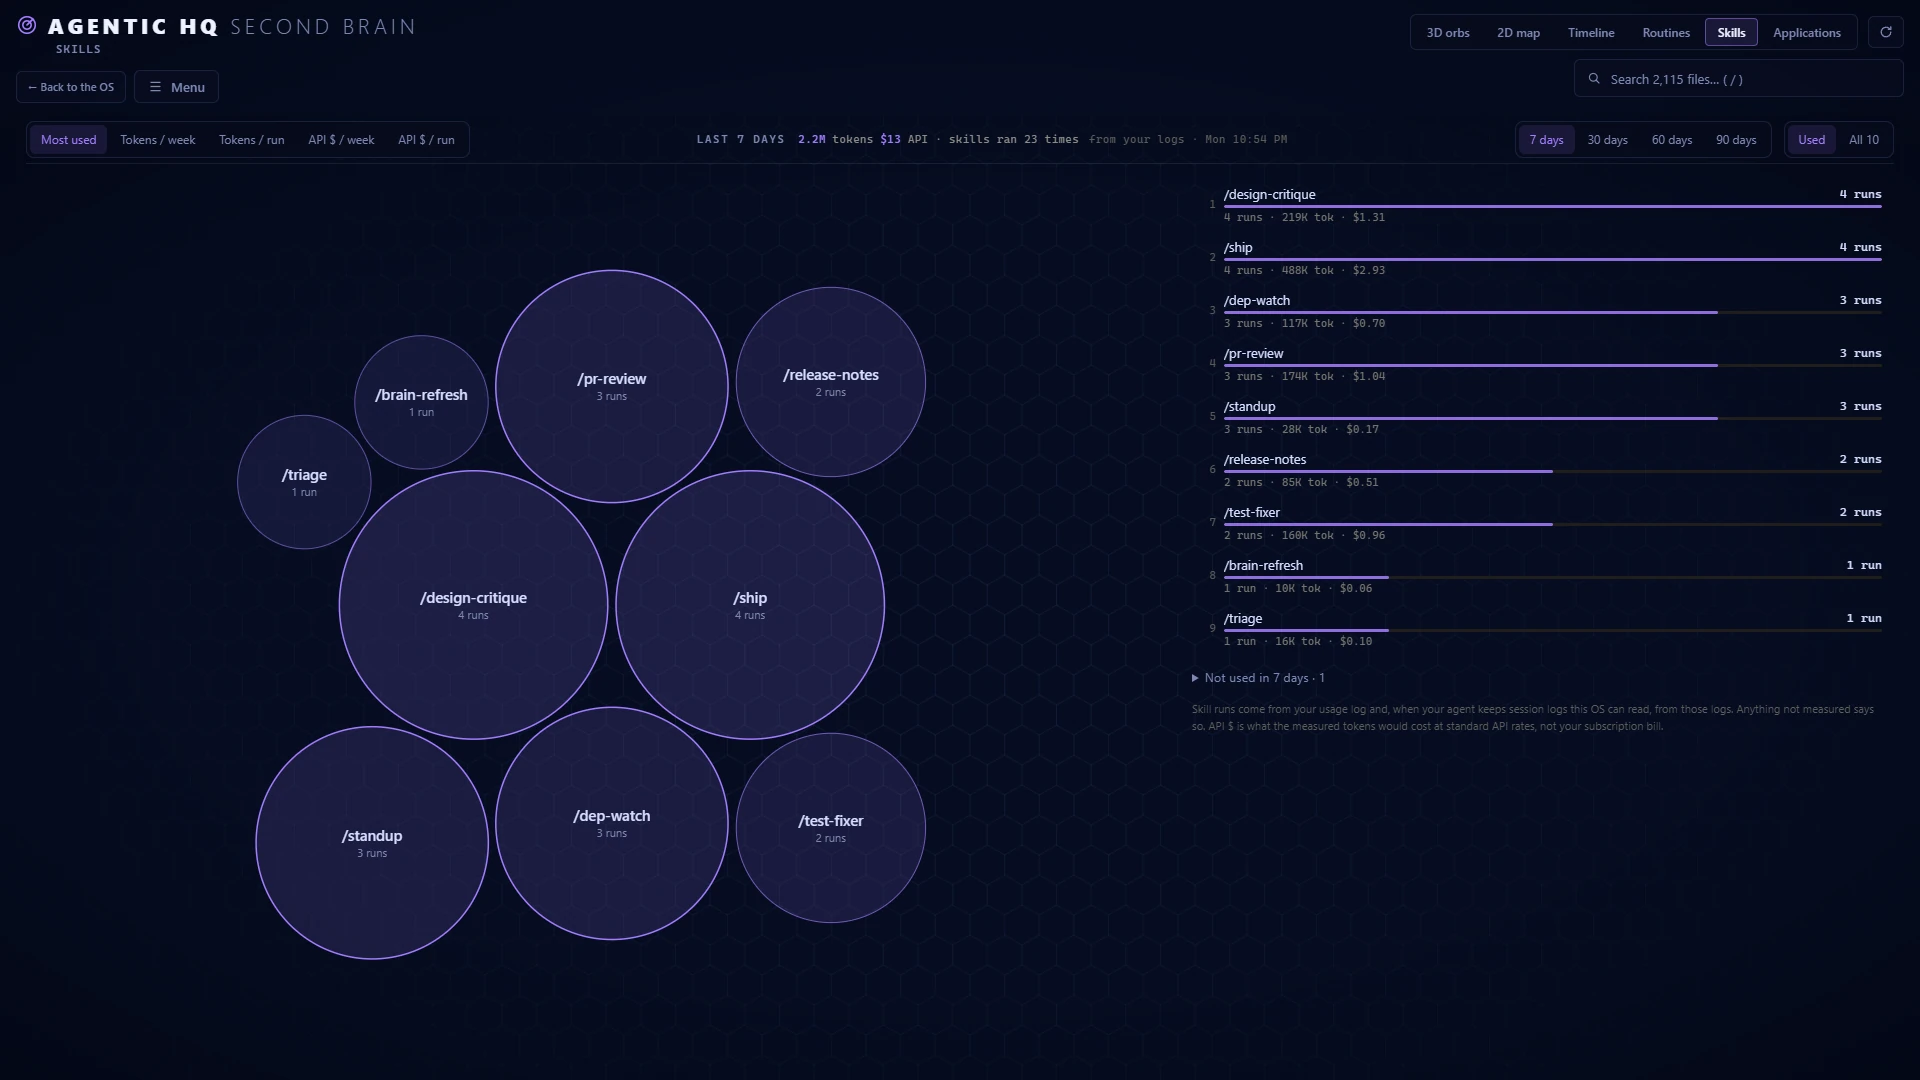 AGENTIC HQ SECOND BRAIN
SKILLS
3D orbs
2D map
Timeline
Routines
Skills
Applications
← Back to the OS
☰ Menu
Search 2,115 files... ( / )
Most used
Tokens / week
Tokens / run
API $ / week
API $ / run
LAST 7 DAYS 2.2M tokens $13 API · skills ran 23 times from your logs · Mon 10:54 PM
7 days
30 days
60 days
90 days
Used
All 10
/pr-review
3 runs
/release-notes
2 runs
/brain-refresh
1 run
/triage
1 run
/design-critique
4 runs
/ship
4 runs
/standup
3 runs
/dep-watch
3 runs
/test-fixer
2 runs
1 /design-critique 4 runs
4 runs · 219K tok · $1.31
2 /ship 4 runs
4 runs · 488K tok · $2.93
3 /dep-watch 3 runs
3 runs · 117K tok · $0.70
4 /pr-review 3 runs
3 runs · 174K tok · $1.04
5 /standup 3 runs
3 runs · 28K tok · $0.17
6 /release-notes 2 runs
2 runs · 85K tok · $0.51
7 /test-fixer 2 runs
2 runs · 160K tok · $0.96
8 /brain-refresh 1 run
1 run · 10K tok · $0.06
9 /triage 1 run
1 run · 16K tok · $0.10
▶ Not used in 7 days · 1
Skill runs come from your usage log and, when your agent keeps session logs this OS can read, from those logs. Anything not measured says
so. API $ is what the measured tokens would cost at standard API rates, not your subscription bill.